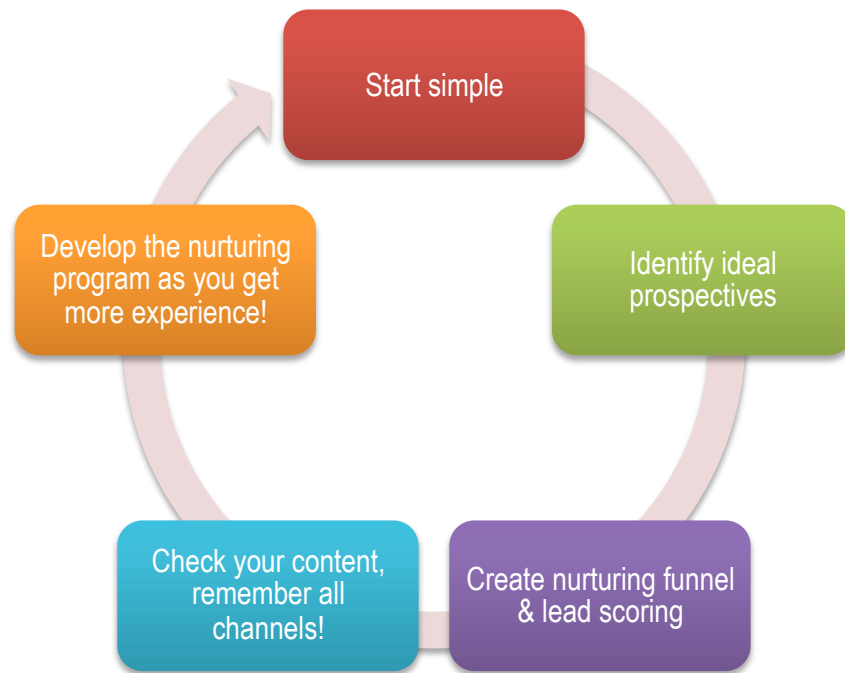 Start simple
Identify ideal
prospectives
Create nurturing funnel
& lead scoring
Check your content,
remember all
channels!
Develop the nurturing
program as you get
more experience!